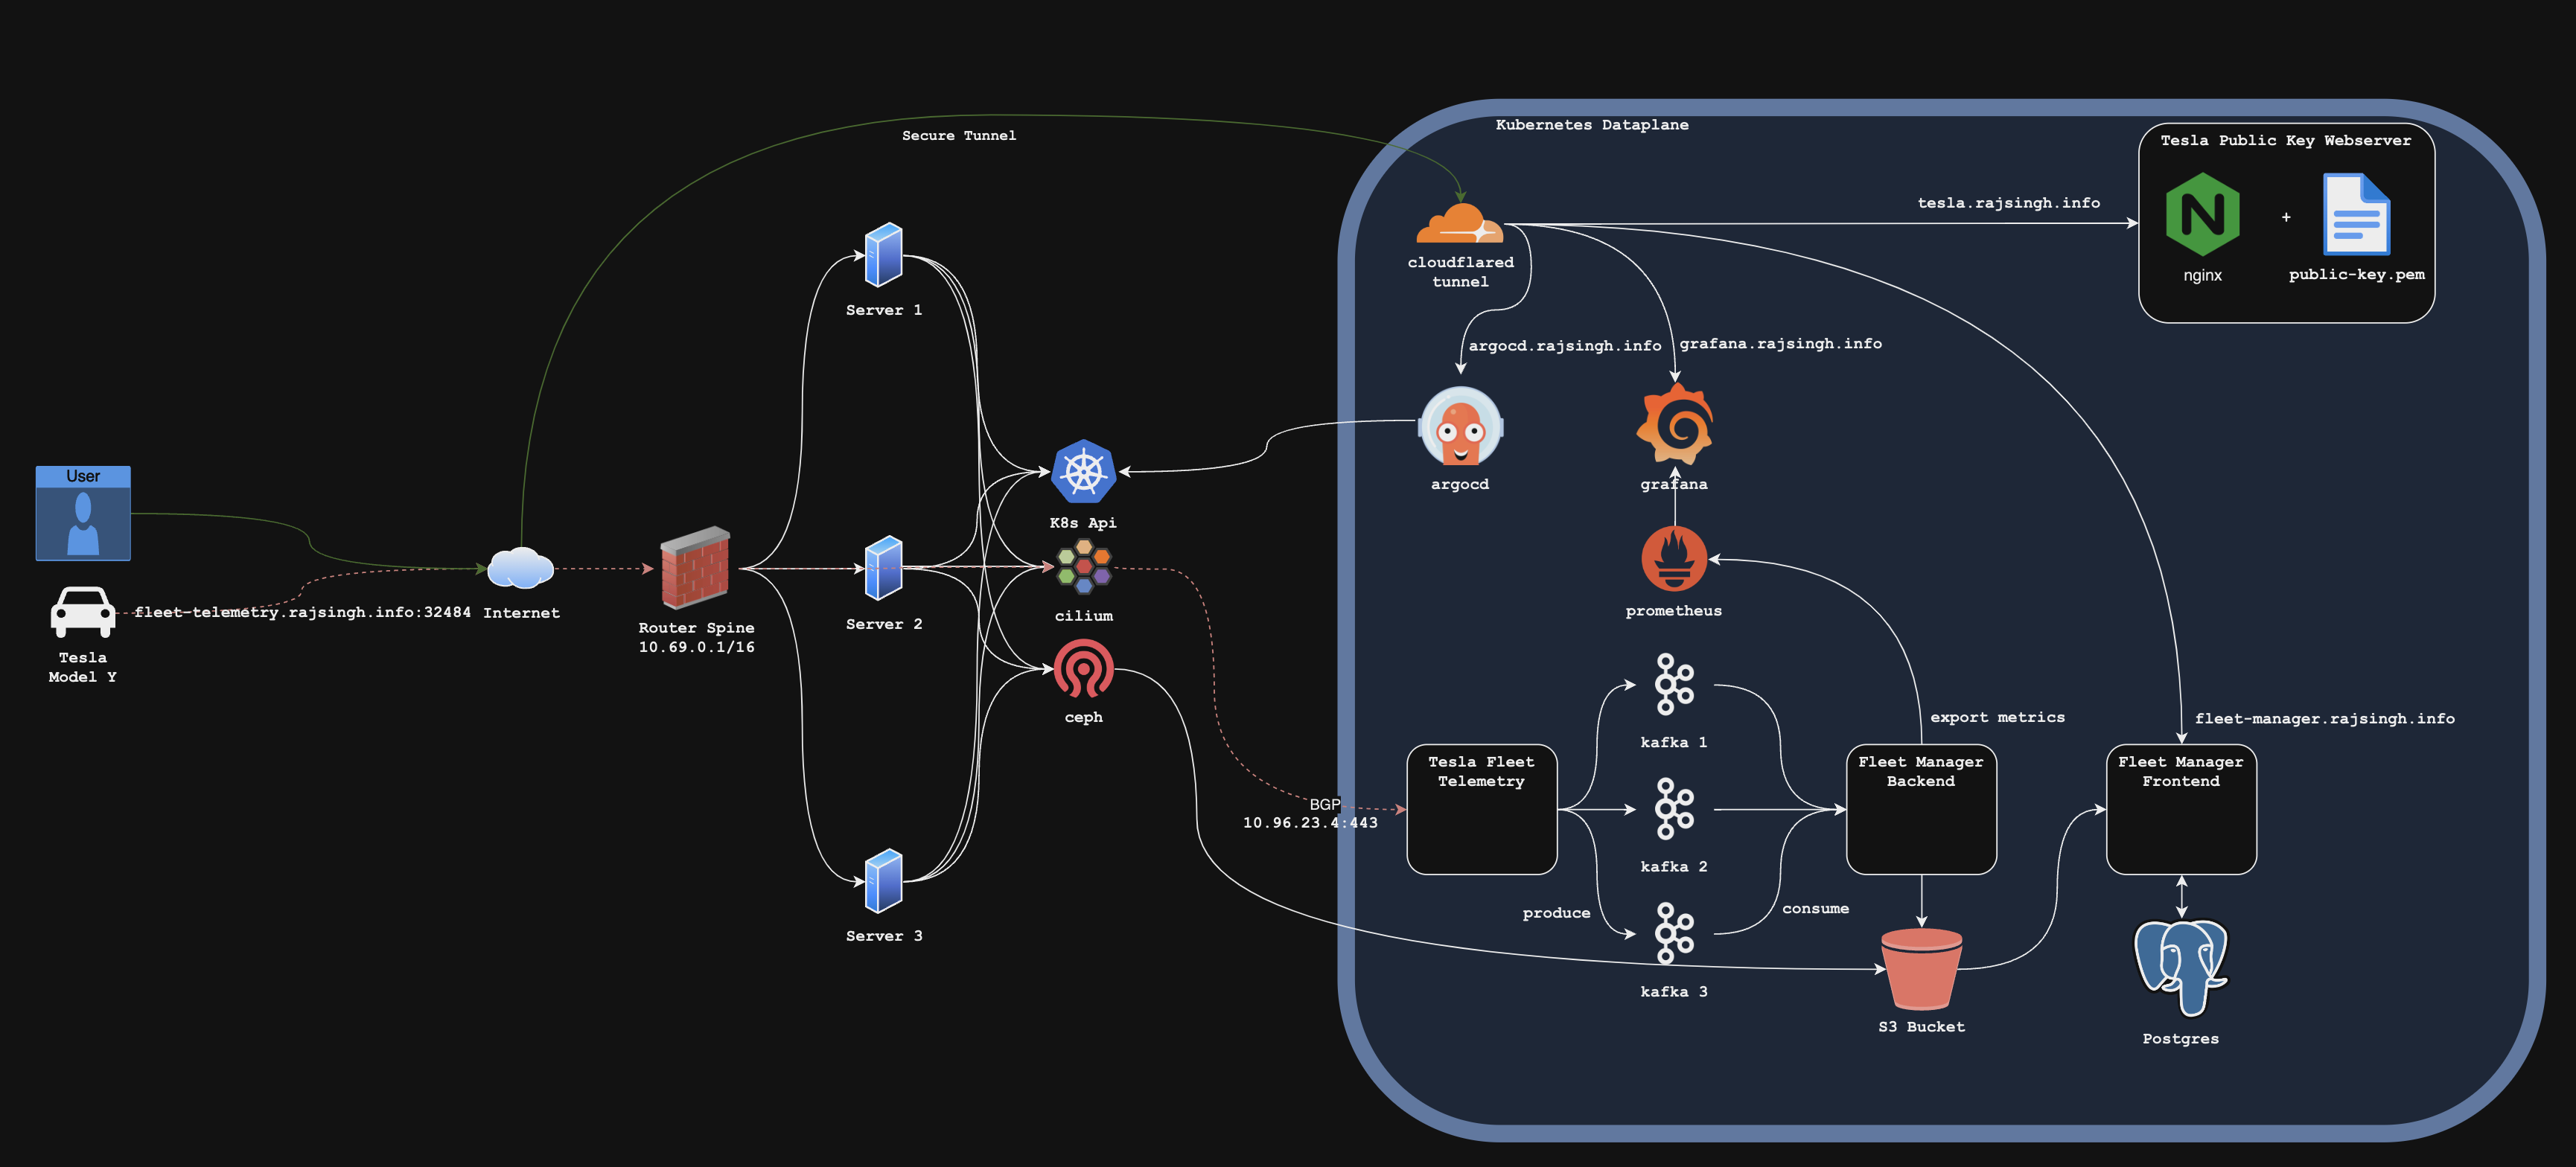 Kubernetes Dataplane
Secure Tunnel
Tesla Public Key Webserver
tesla.rajsingh.info
+
nginx
public-key.pem
cloudflared
tunnel
Server 1
argocd.rajsingh.info
grafana.rajsingh.info
User
argocd
grafana
K8s Api
fleet-telemetry.rajsingh.info:32484
Internet
prometheus
cilium
Router Spine
10.69.0.1/16
Server 2
Tesla
Model Y
ceph
export metrics
fleet-manager.rajsingh.info
kafka 1
Tesla Fleet
Telemetry
Fleet Manager
Backend
Fleet Manager
Frontend
BGP
10.96.23.4:443
kafka 2
produce
consume
Server 3
kafka 3
S3 Bucket
Postgres